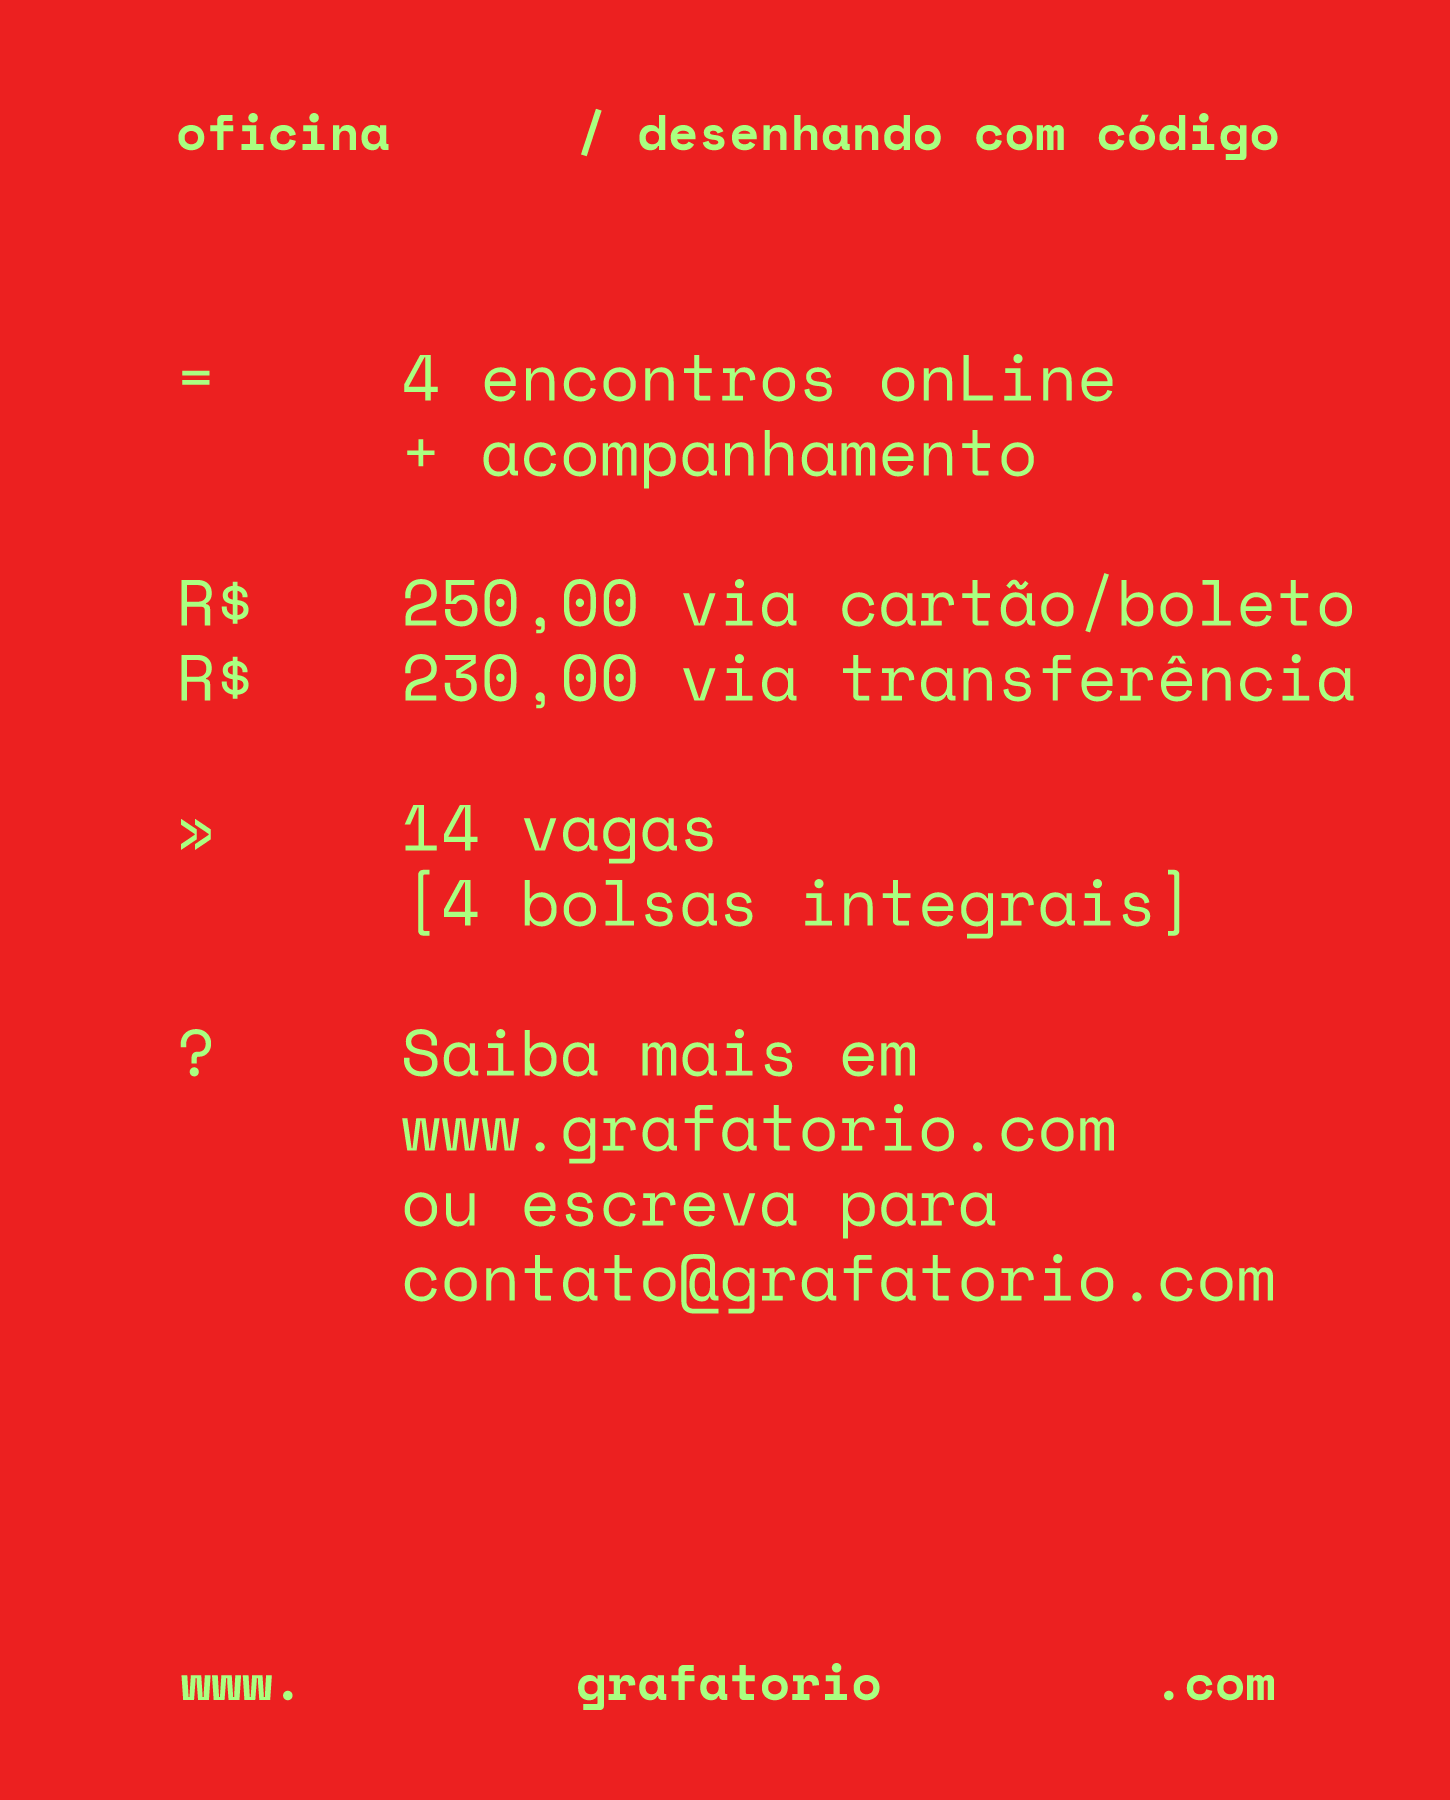 oficina / desenhando com código
= 4 encontros onLine
+ acompanhamento
R$ 250,00 via cartão/boleto
R$ 230,00 via transferência
» 14 vagas
[4 bolsas integrais]
? Saiba mais em
www.grafatorio.com
ou escreva para
contato@grafatorio.com
www. grafatorio .com